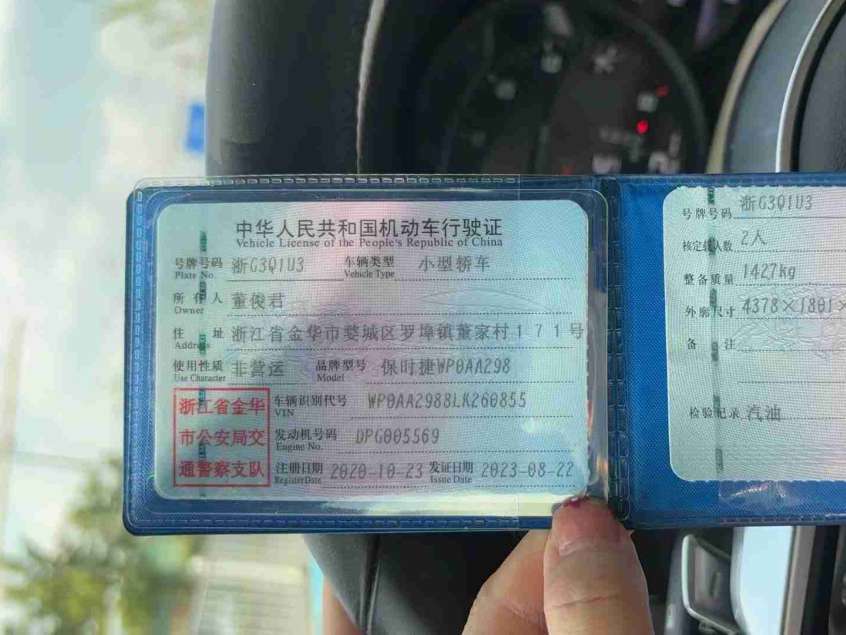 中华人民共和国机动车行驶证
Vehicle License of the People's Republic of China
号牌号码 浙G3Q1U3 车辆类型 小型轿车
Plate No. Vehicle Type
所有人 董俊君
Owner
住址 浙江省金华市婺城区罗埠镇董家村171号
Address
使用性质 非营运 品牌型号 保时捷WP0AA298
Use Character Model
浙江省金华
市公安局交
通警察支队
车辆识别代号 WP0AA2988LK260855
VIN
发动机号码 DPG005569
Engine No.
注册日期 2020-10-23 发证日期 2023-08-22
Register Date Issue Date
号牌号码 浙G3Q1U3
核定载人数 2人
整备质量 1427kg
外廓尺寸 4378×1801×
备注
检验记录 汽油